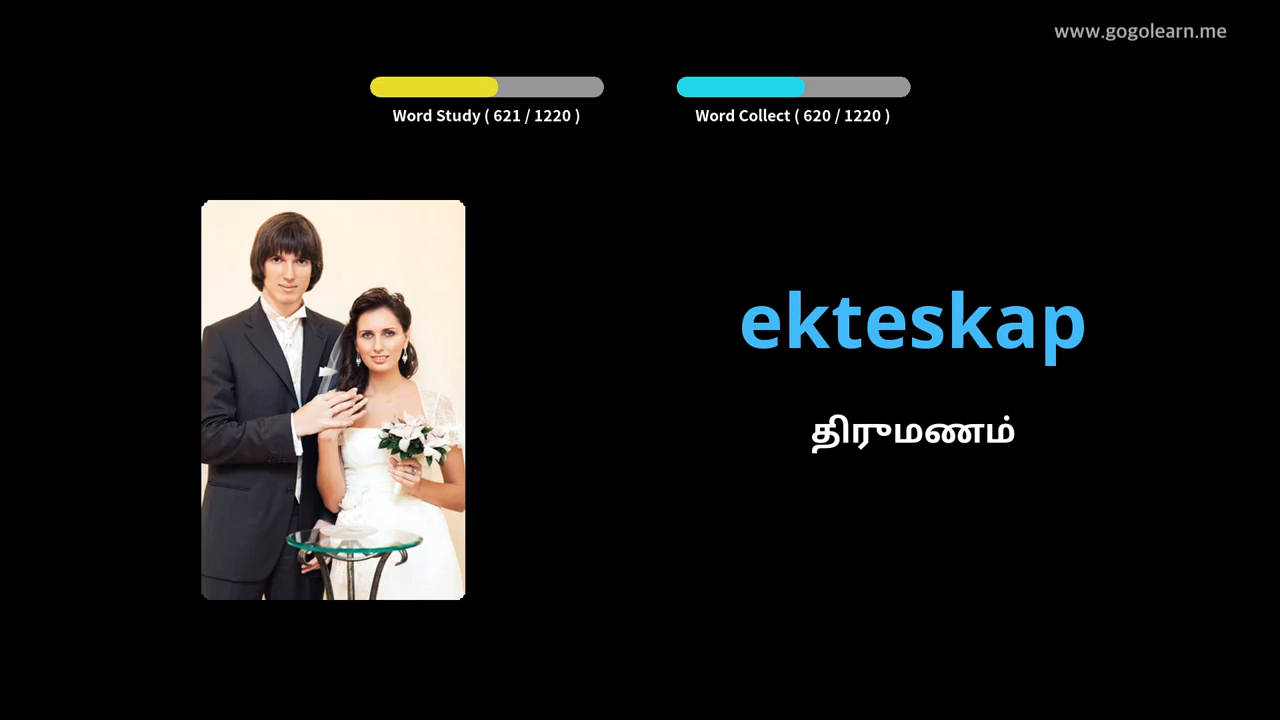 www.gogolearn.me
Word Study ( 621 / 1220 )
Word Collect ( 620 / 1220 )
ekteskap
திருமணம்